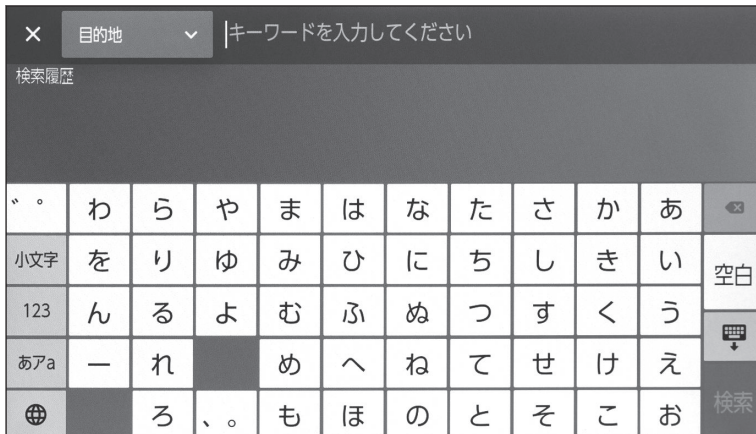 × 目的地 キーワードを入力してください
検索履歴
゛゜ わ ら や ま は な た さ か あ
小文字 を り ゆ み ひ に ち し き い 空白
123 ん る よ む ふ ぬ つ す く う
あアa ー れ め へ ね て せ け え
ろ 、。 も ほ の と そ こ お 検索